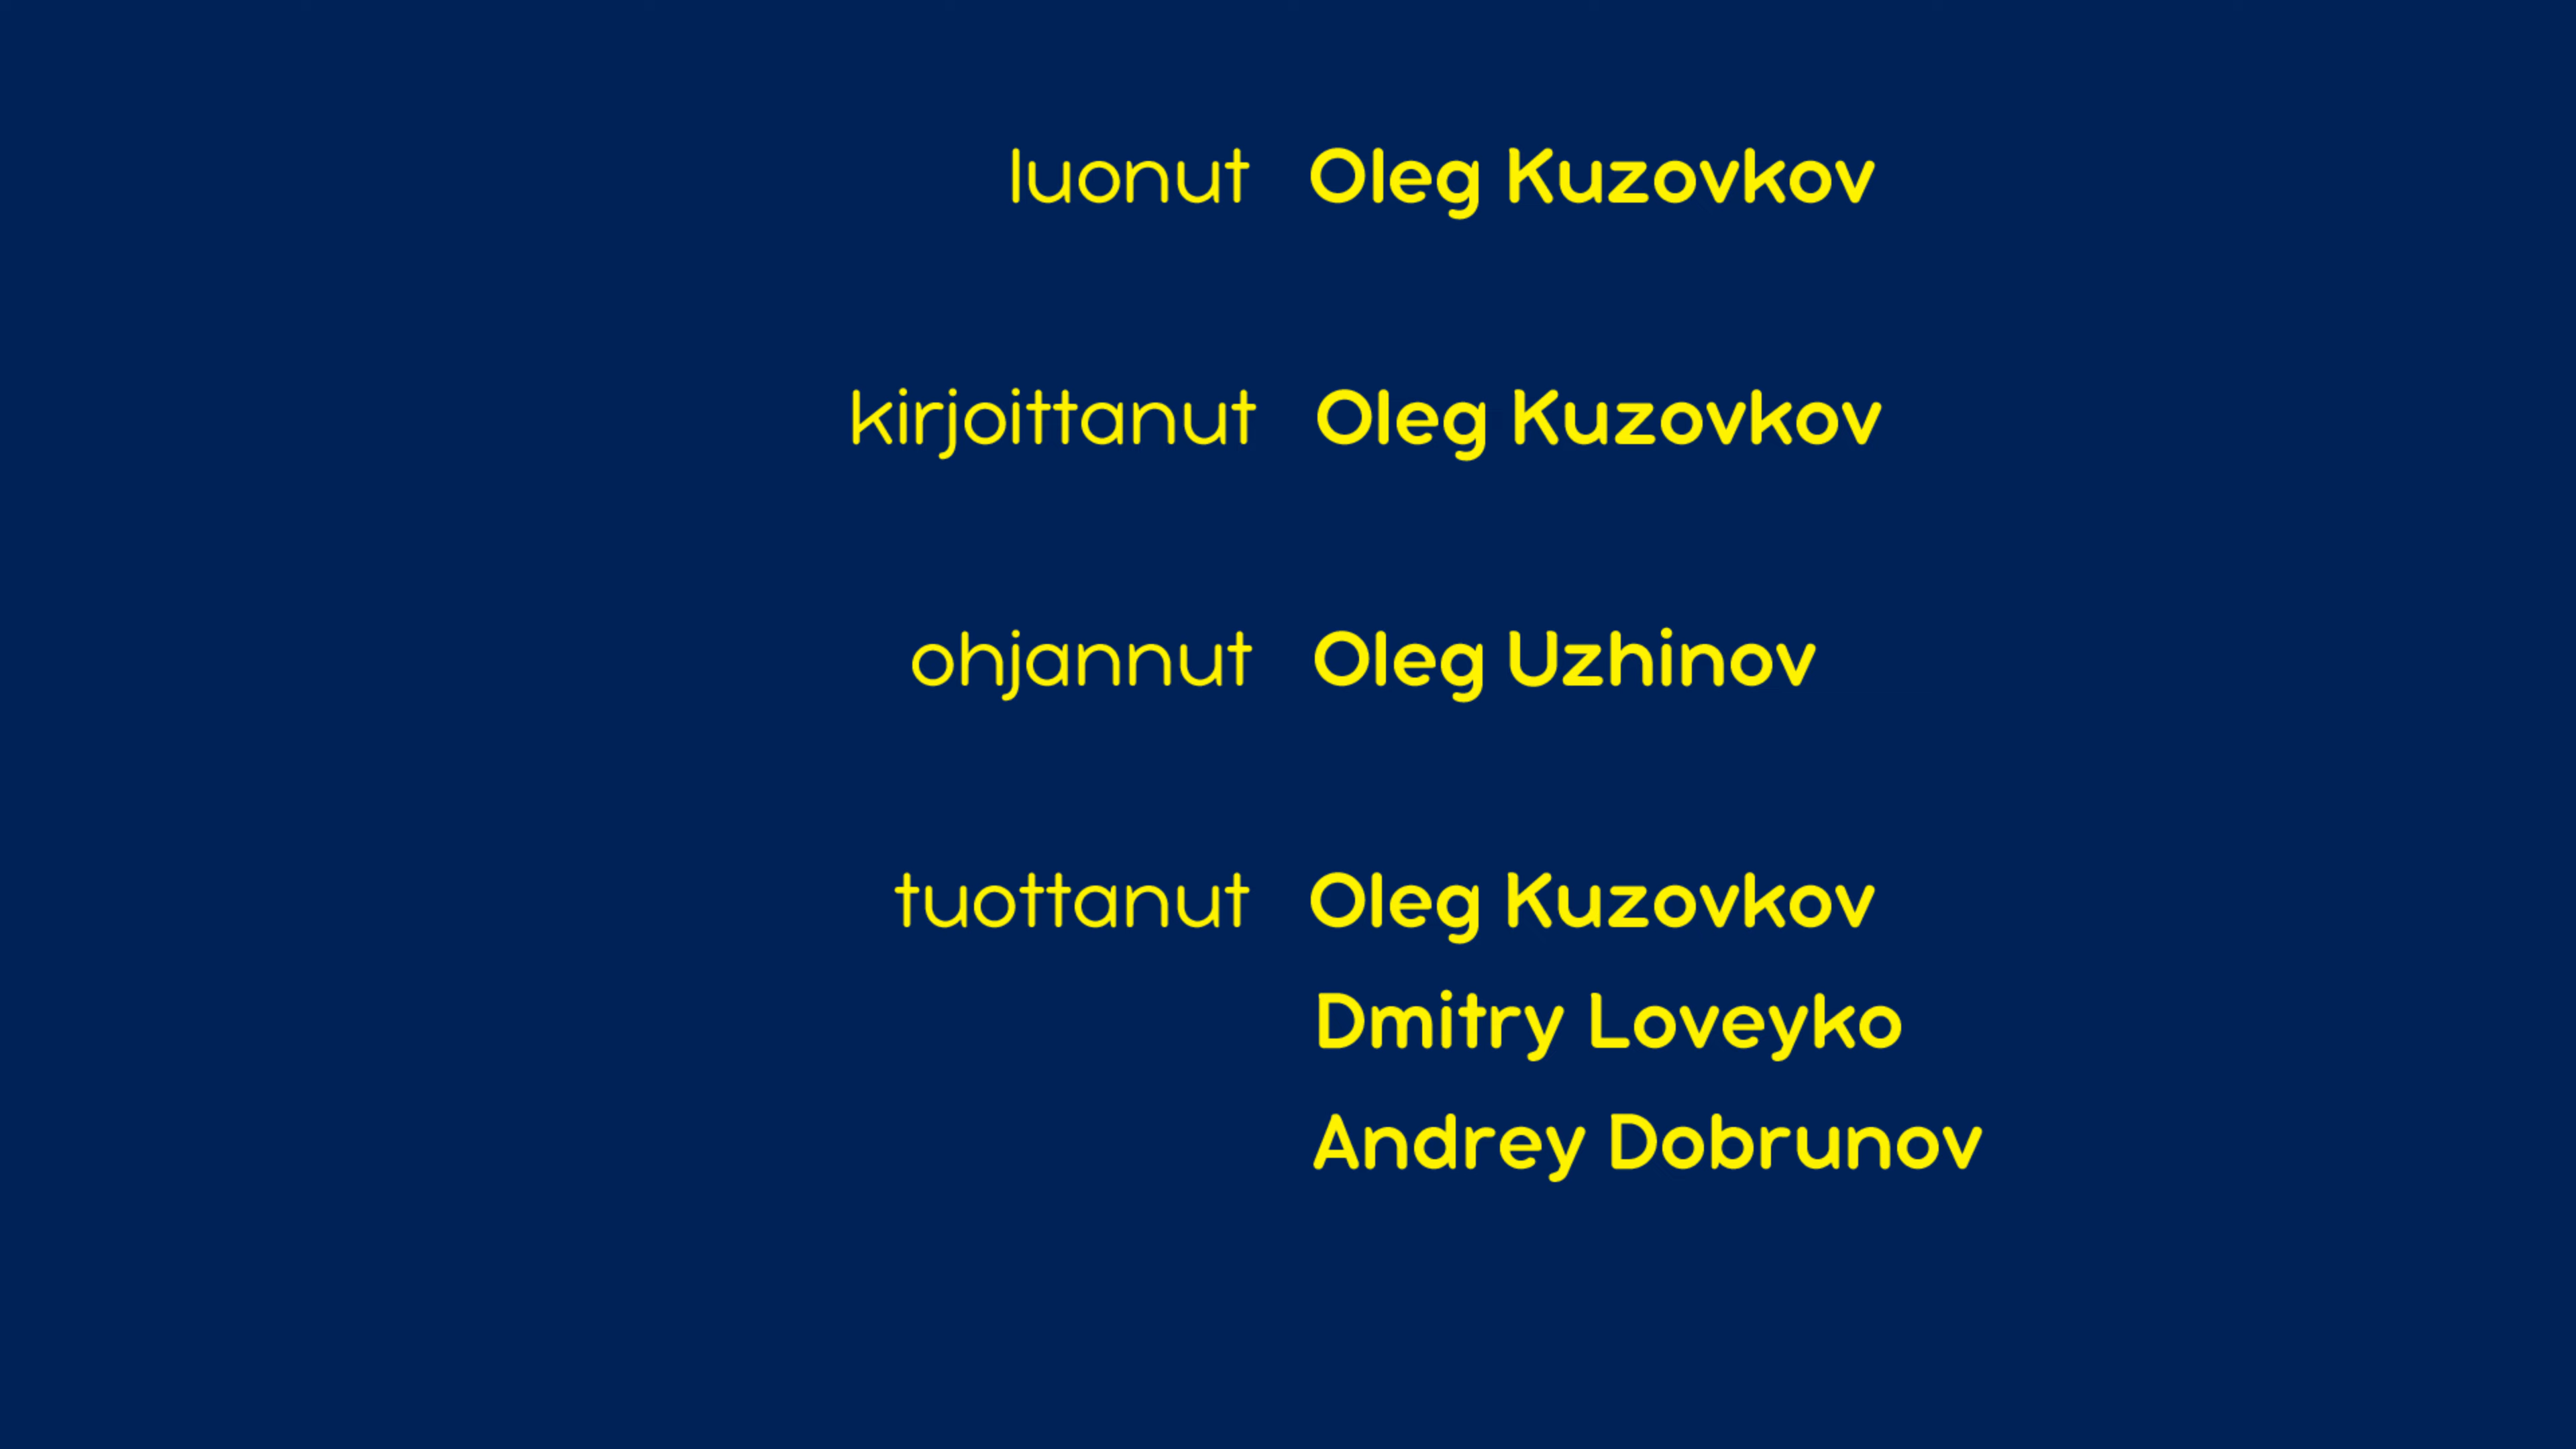 luonut Oleg Kuzovkov
kirjoittanut Oleg Kuzovkov
ohjannut Oleg Uzhinov
tuottanut Oleg Kuzovkov
Dmitry Loveyko
Andrey Dobrunov